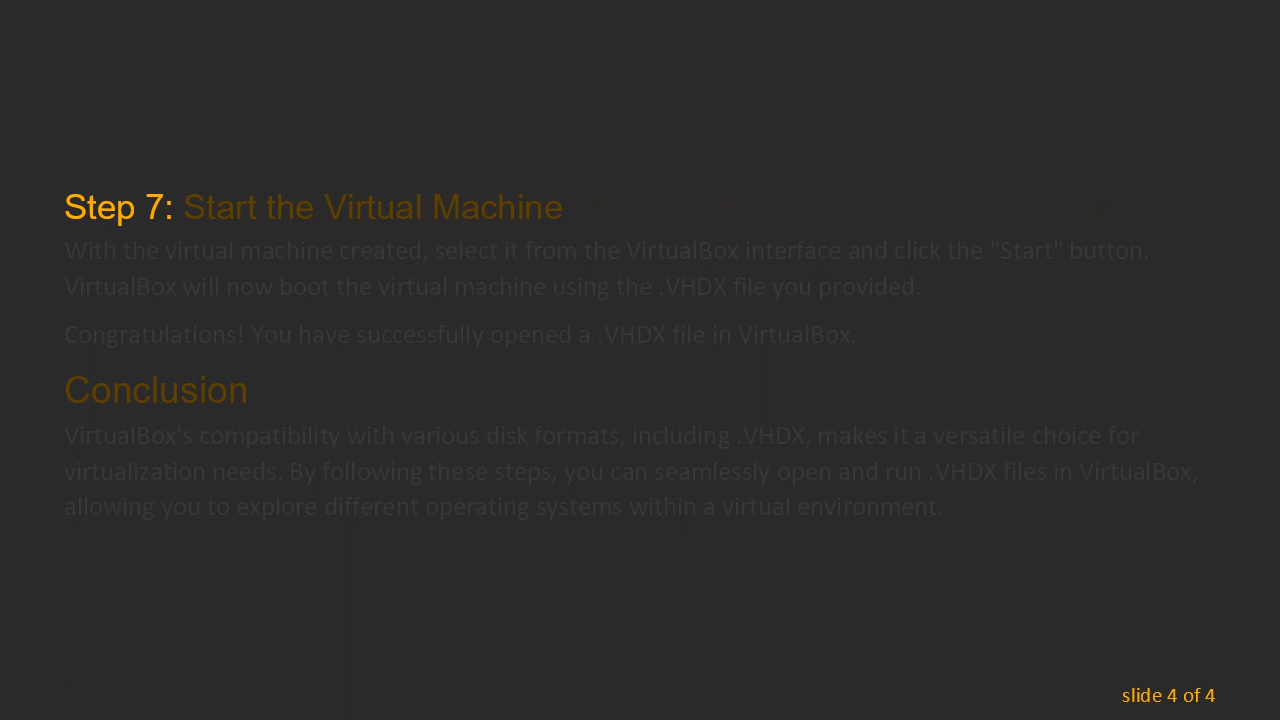 Step 7: Start the Virtual Machine
With the virtual machine created, select it from the VirtualBox interface and click the "Start" button.
VirtualBox will now boot the virtual machine using the .VHDX file you provided.
Congratulations! You have successfully opened a .VHDX file in VirtualBox.
Conclusion
VirtualBox's compatibility with various disk formats, including .VHDX, makes it a versatile choice for
virtualization needs. By following these steps, you can seamlessly open and run .VHDX files in VirtualBox,
allowing you to explore different operating systems within a virtual environment.
slide 4 of 4